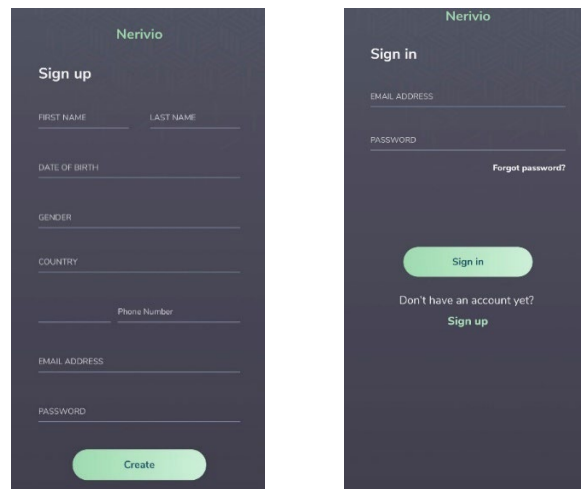 Nerivio
Sign up
FIRST NAME LAST NAME
DATE OF BIRTH
GENDER
COUNTRY
Phone Number
EMAIL ADDRESS
PASSWORD
Create
Nerivio
Sign in
EMAIL ADDRESS
PASSWORD
Forgot password?
Sign in
Don't have an account yet?
Sign up